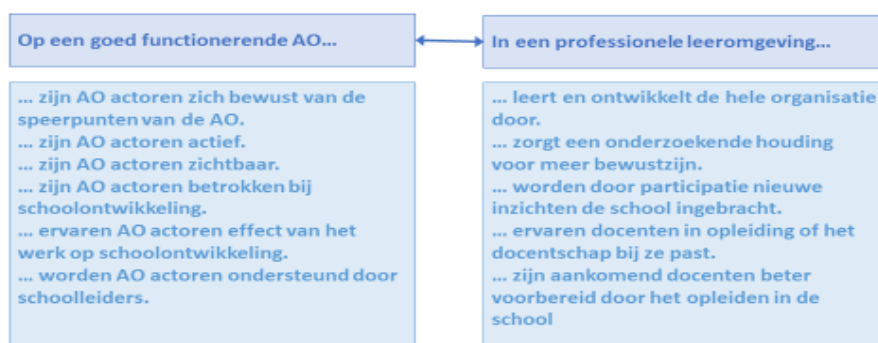 Op een goed functionerende AO...
... zijn AO actoren zich bewust van de
speerpunten van de AO.
... zijn AO actoren actief.
... zijn AO actoren zichtbaar.
... zijn AO actoren betrokken bij
schoolontwikkeling.
... ervaren AO actoren effect van het
werk op schoolontwikkeling.
... worden AO actoren ondersteund door
schoolleiders.
In een professionele leeromgeving...
... leert en ontwikkelt de hele organisatie
door.
... zorgt een onderzoekende houding
voor meer bewustzijn.
... worden door participatie nieuwe
inzichten de school ingebracht.
... ervaren docenten in opleiding of het
docentschap bij ze past.
... zijn aankomend docenten beter
voorbereid door het opleiden in de
school